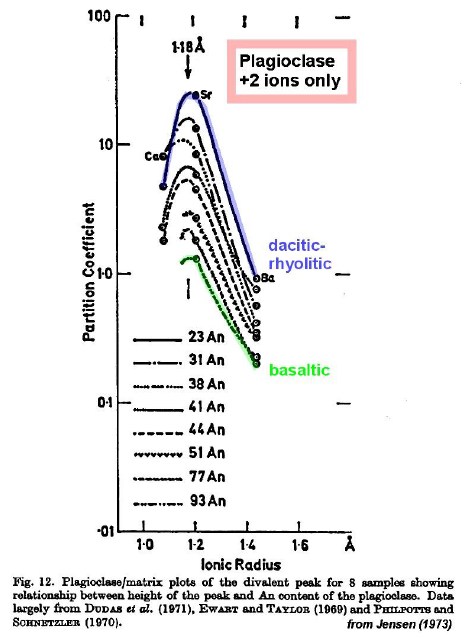 100
1·18Å
Plagioclase
+2 ions only
Sr
Ca
10
Partition Coefficient
dacitic-
rhyolitic
1·0
Ba
basaltic
23 An
31 An
38 An
0·1
41 An
44 An
51 An
77 An
93 An
·01
1·0 1·2 1·4 1·6 Å
Ionic Radius
Fig. 12. Plagioclase/matrix plots of the divalent peak for 8 samples showing
relationship between height of the peak and An content of the plagioclase. Data
largely from DUDAS et al. (1971), EWART and TAYLOR (1969) and PHILPOTTS and
SCHNETZLER (1970). from Jensen (1973)